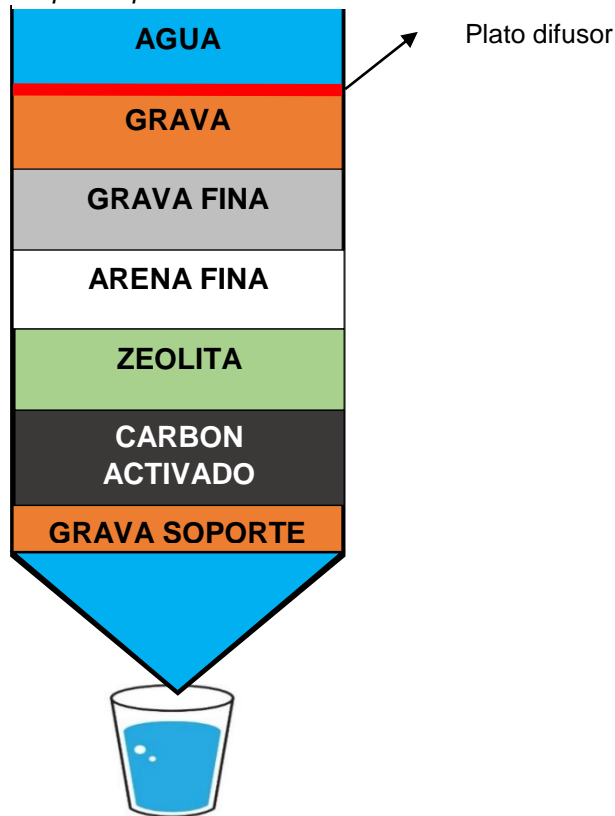 AGUA
Plato difusor
GRAVA
GRAVA FINA
ARENA FINA
ZEOLITA
CARBON
ACTIVADO
GRAVA SOPORTE